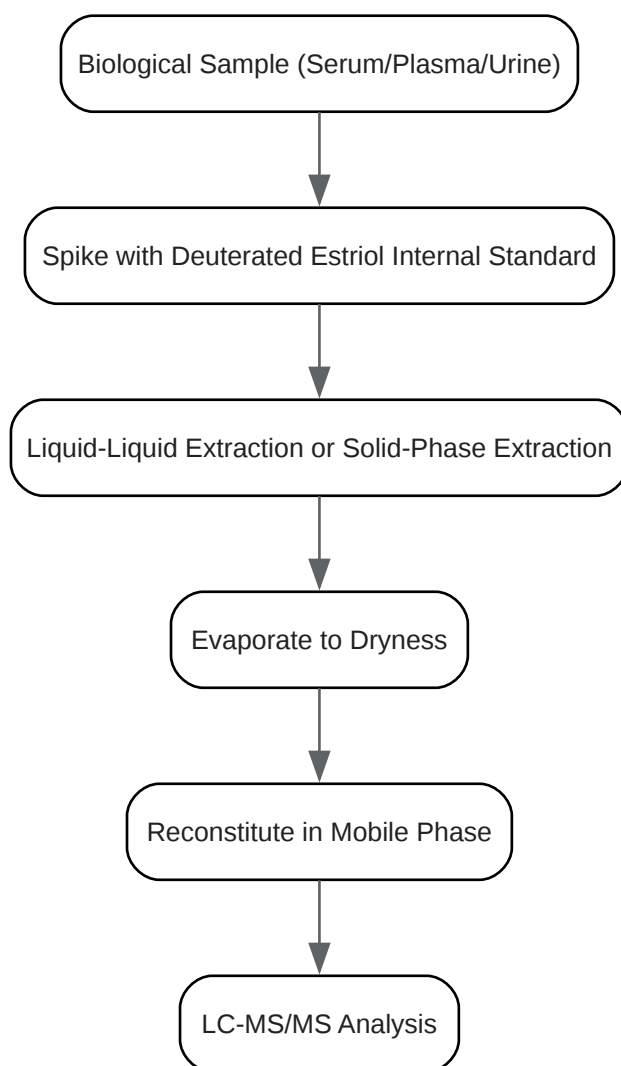 Biological Sample (Serum/Plasma/Urine)
Spike with Deuterated Estriol Internal Standard
Liquid-Liquid Extraction or Solid-Phase Extraction
Evaporate to Dryness
Reconstitute in Mobile Phase
LC-MS/MS Analysis